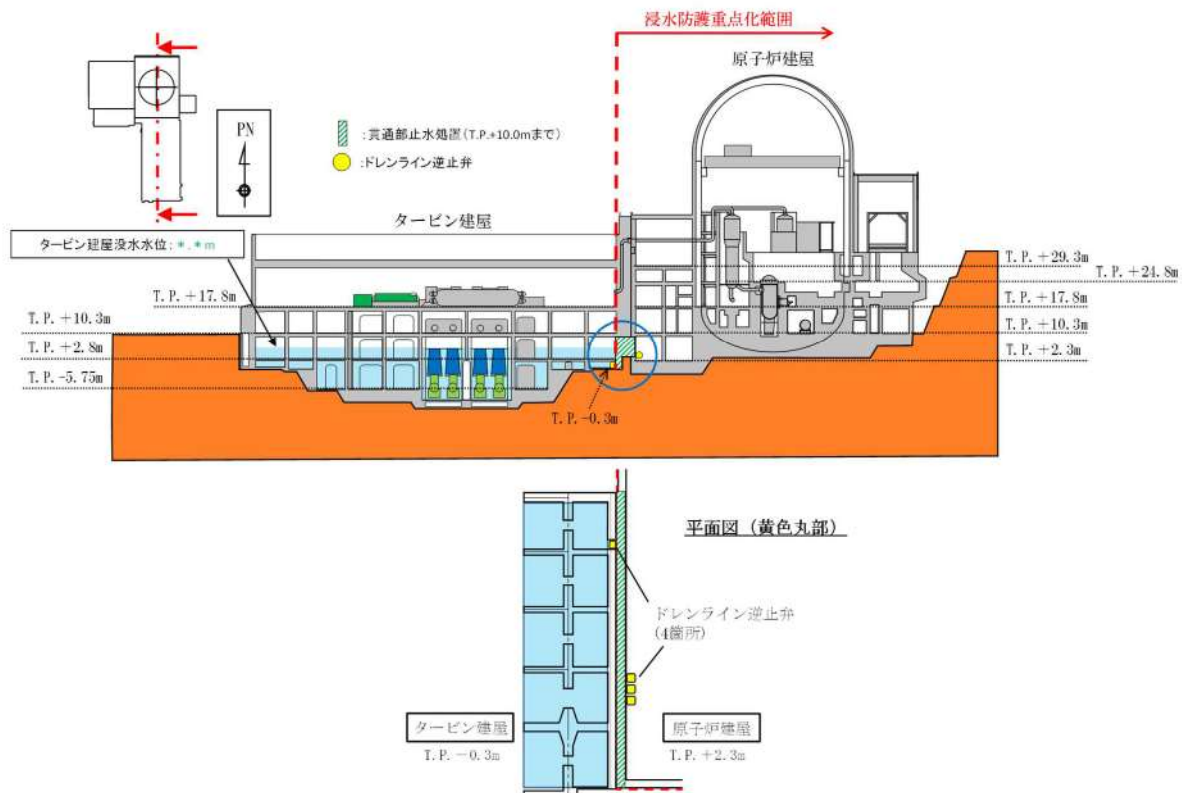 浸水防護重点化範囲
原子炉建屋
PN
:貫通部止水処置(T.P.+10.0mまで)
:ドレンライン逆止弁
タービン建屋
タービン建屋没水水位:*.*m
T.P.+17.8m
T.P.+10.3m
T.P.+2.8m
T.P.-5.75m
T.P.+29.3m
T.P.+24.8m
T.P.+17.8m
T.P.+10.3m
T.P.+2.3m
T.P.-0.3m
平面図(黄色丸部)
ドレンライン逆止弁
(4箇所)
タービン建屋
T.P.-0.3m
原子炉建屋
T.P.+2.3m